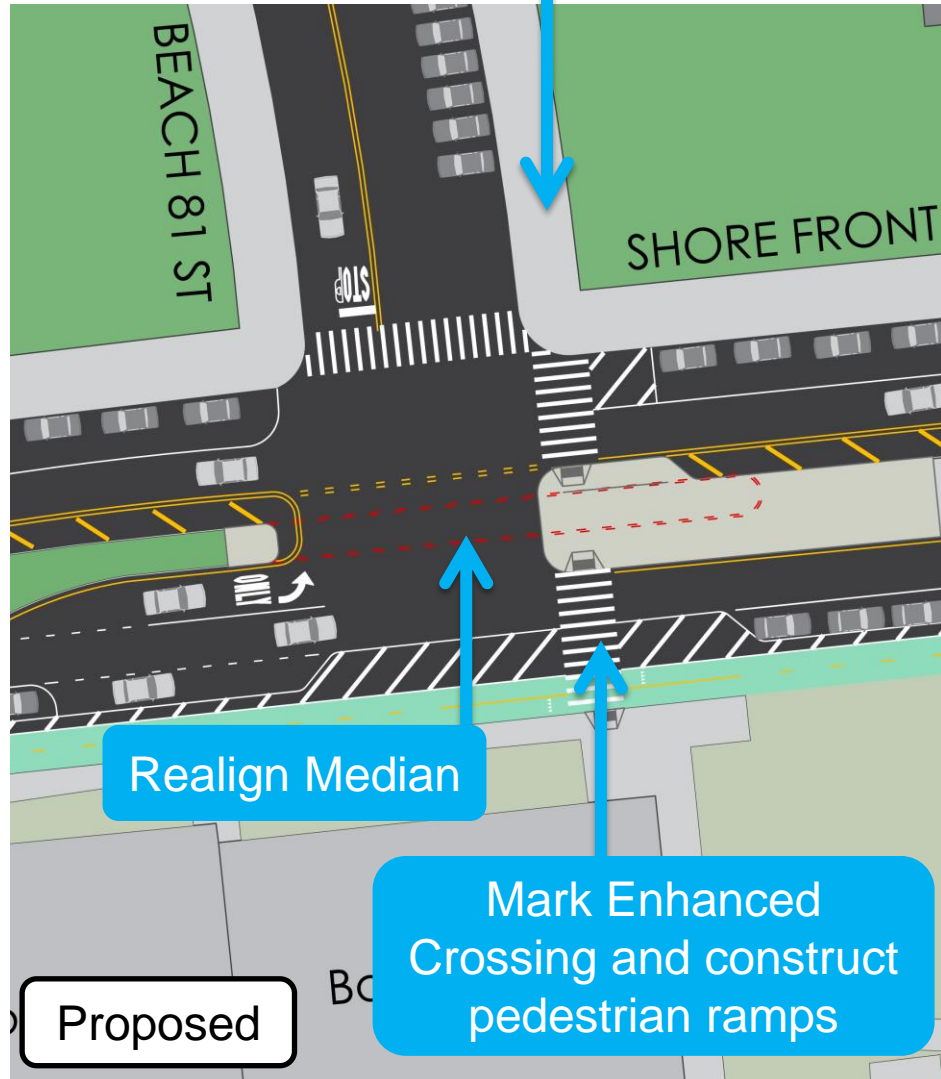 BEACH 81 ST
SHORE FRONT
STOP
ONLY
Realign Median
Mark Enhanced
Crossing and construct
pedestrian ramps
Proposed